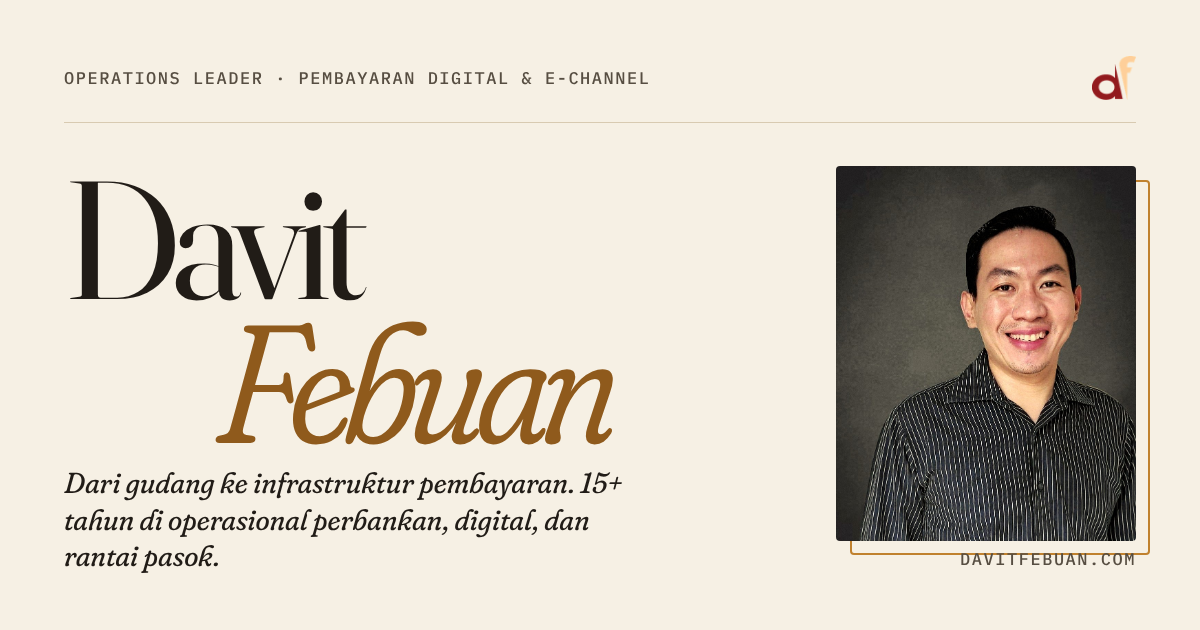 OPERATIONS LEADER · PEMBAYARAN DIGITAL & E-CHANNEL
df
Davit
Febuan
Dari gudang ke infrastruktur pembayaran. 15+
tahun di operasional perbankan, digital, dan
rantai pasok.
DAVITFEBUAN.COM